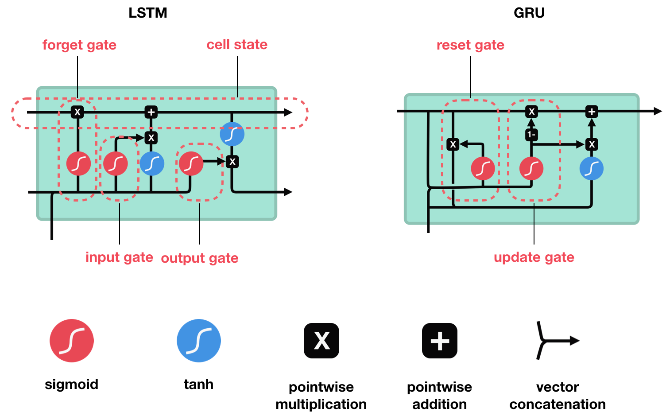 LSTM
GRU
forget gate
cell state
reset gate
x
+
x
x
x
x
+
1-
x
x
input gate
output gate
update gate
x
+
sigmoid
tanh
pointwise
multiplication
pointwise
addition
vector
concatenation